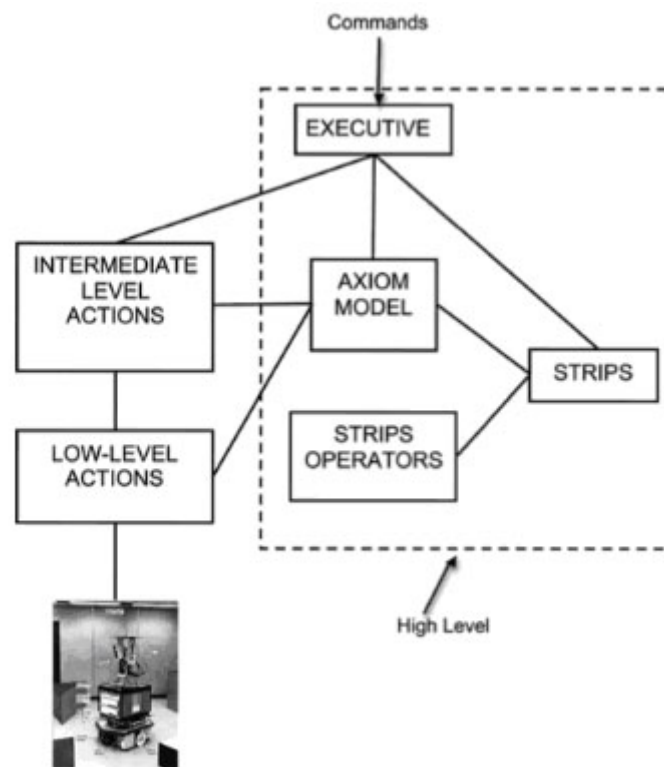 Commands
EXECUTIVE
INTERMEDIATE
LEVEL
ACTIONS
AXIOM
MODEL
STRIPS
LOW-LEVEL
ACTIONS
STRIPS
OPERATORS
High Level